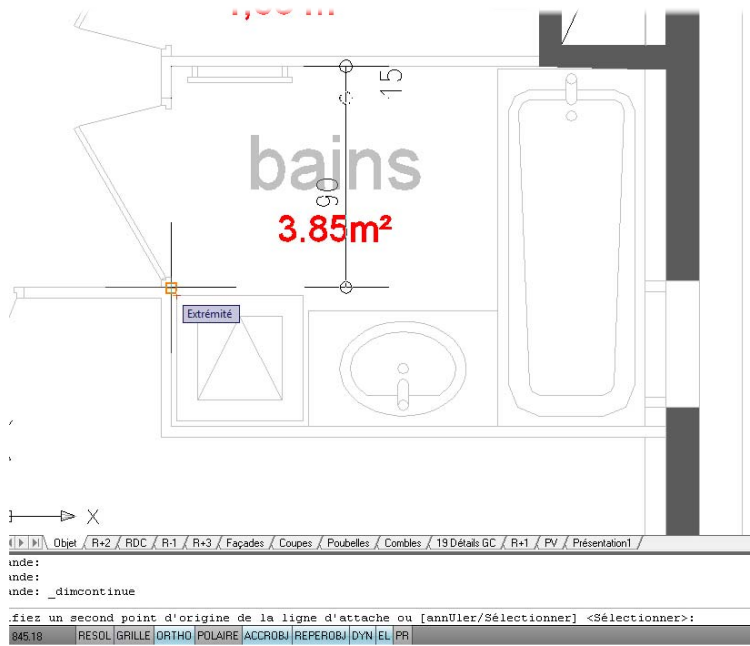 15
bains
90
3.85m²
Extrémité
X
Objet / R+2 / RDC / R-1 / R+3 / Façades / Coupes / Poubelles / Combles / 19 Détails GC / R+1 / PV / Présentation1 /
ande:
ande:
ande: _dimcontinue
ifiez un second point d'origine de la ligne d'attache ou [annUler/Sélectionner] <Sélectionner>:
845.18 RESOL GRILLE ORTHO POLAIRE ACCROBJ REPEROBJ DYN EL PR